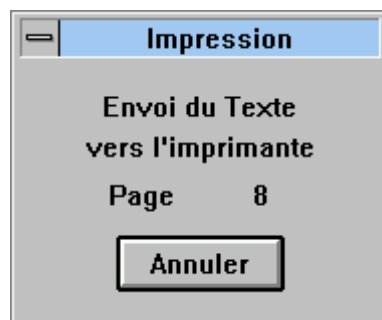 Impression
Envoi du Texte
vers l'imprimante
Page 8
Annuler